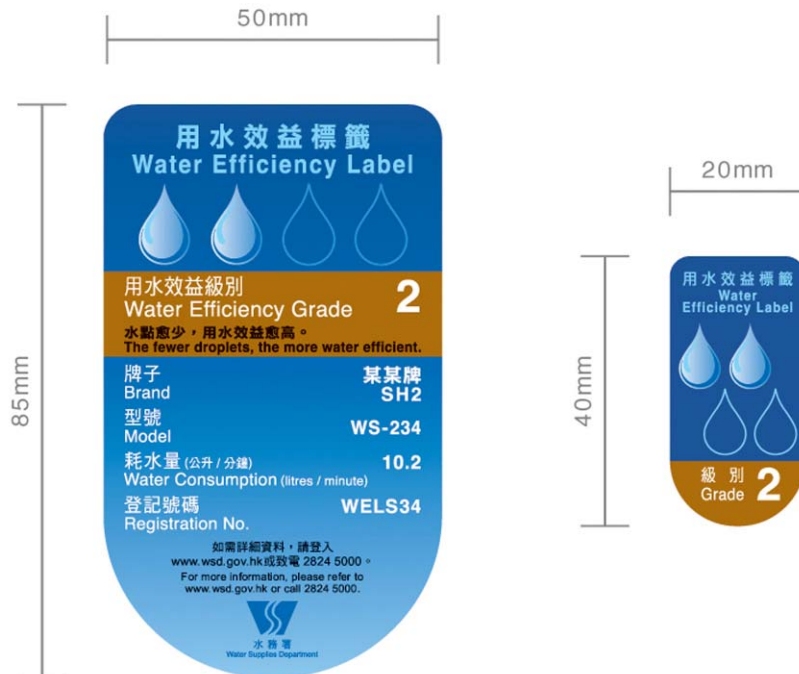 50mm
85mm
用水效益標籤
Water Efficiency Label
用水效益級別
Water Efficiency Grade 2
水點愈少，用水效益愈高。
The fewer droplets, the more water efficient.
牌子 某某牌
Brand SH2
型號
Model WS-234
耗水量 (公升 / 分鐘) 10.2
Water Consumption (litres / minute)
登記號碼 WELS34
Registration No.
如需詳細資料，請登入
www.wsd.gov.hk或致電 2824 5000。
For more information, please refer to
www.wsd.gov.hk or call 2824 5000.
水務署
Water Supplies Department
20mm
40mm
用水效益標籤
Water
Efficiency Label
級別
Grade 2